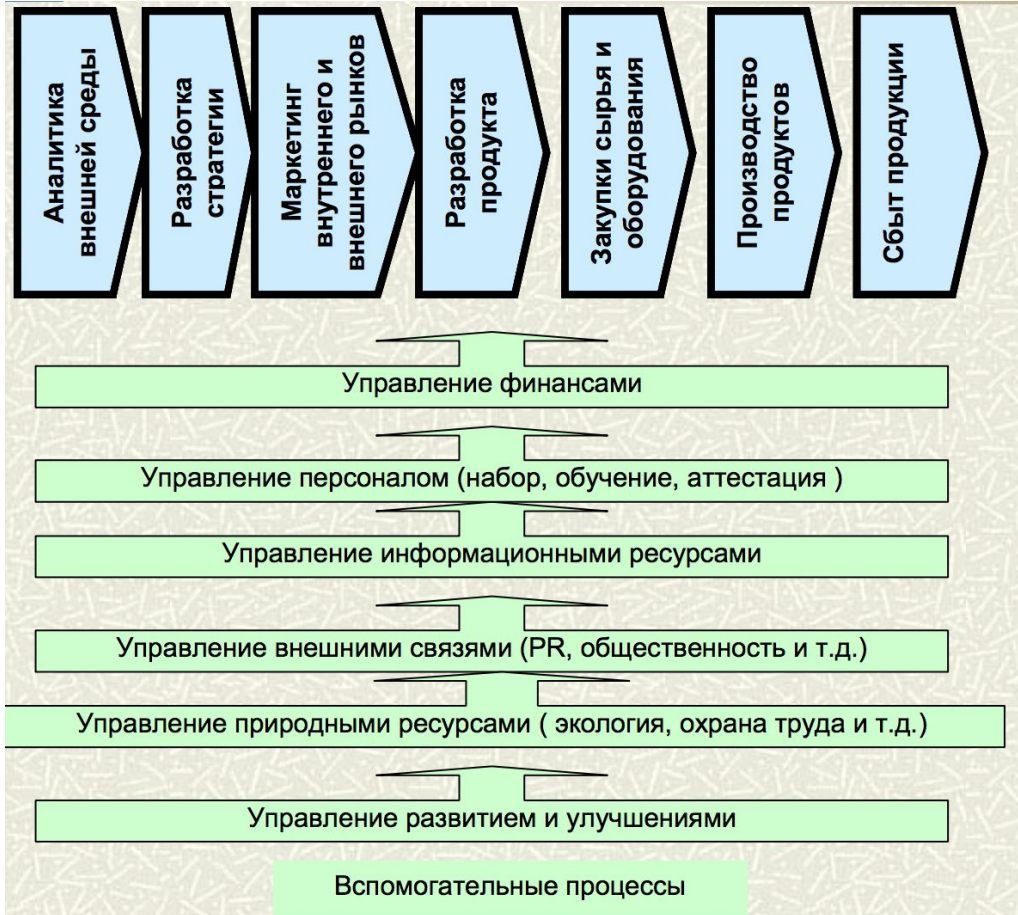 Аналитика
внешней среды
Разработка
стратегии
Маркетинг
внутреннего и
внешнего рынков
Разработка
продукта
Закупки сырья и
оборудования
Производство
продуктов
Сбыт продукции
Управление финансами
Управление персоналом (набор, обучение, аттестация )
Управление информационными ресурсами
Управление внешними связями (PR, общественность и т.д.)
Управление природными ресурсами ( экология, охрана труда и т.д.)
Управление развитием и улучшениями
Вспомогательные процессы